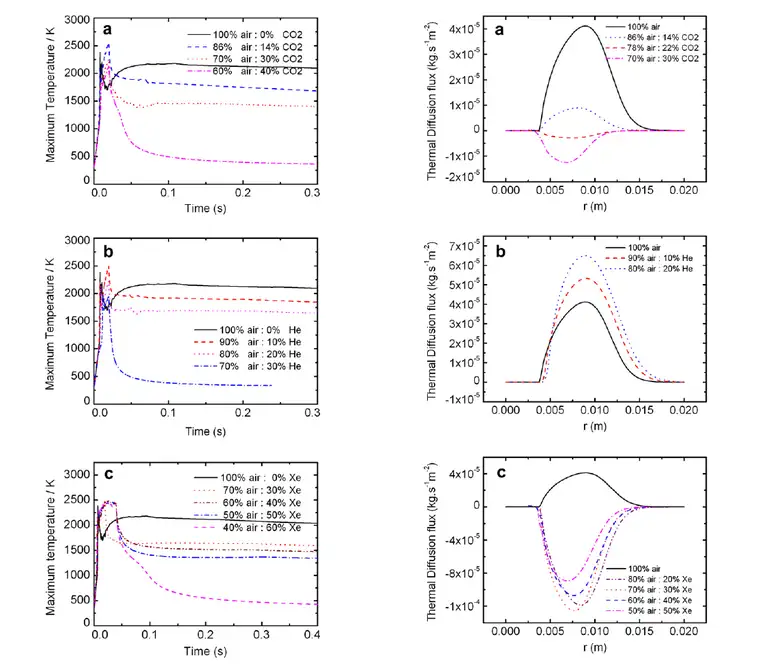 a
3000
2500
2000
1500
1000
500
0
Maximum Temperature / K
100% air : 0% CO2
86% air : 14% CO2
70% air : 30% CO2
60% air : 40% CO2
0.0 0.1 0.2 0.3
Time (s)
a
4x10-5
3x10-5
2x10-5
1x10-5
0
-1x10-5
-2x10-5
Thermal Diffusion flux (kg.s-1m-2)
100% air
86% air : 14% CO2
78% air : 22% CO2
70% air : 30% CO2
0.000 0.005 0.010 0.015 0.020
r (m)
b
3000
2500
2000
1500
1000
500
0
Maximum Temperature / K
100% air : 0% He
90% air : 10% He
80% air : 20% He
70% air : 30% He
0.0 0.1 0.2 0.3
Time (s)
b
7x10-5
6x10-5
5x10-5
4x10-5
3x10-5
2x10-5
1x10-5
0
-1x10-5
Thermal Diffusion flux (kg.s-1m-2)
100% air
90% air : 10% He
80% air : 20% He
0.000 0.005 0.010 0.015 0.020
r (m)
c
3000
2500
2000
1500
1000
500
0
Maximum Temperature / K
100% air : 0% Xe
70% air : 30% Xe
60% air : 40% Xe
50% air : 50% Xe
40% air : 60% Xe
0.0 0.1 0.2 0.3 0.4
Time (s)
c
4x10-5
0
-4x10-5
-8x10-5
-1x10-4
Thermal Diffusion flux (kg.s-1m-2)
100% air
80% air : 20% Xe
70% air : 30% Xe
60% air : 40% Xe
50% air : 50% Xe
0.000 0.005 0.010 0.015 0.020
r (m)